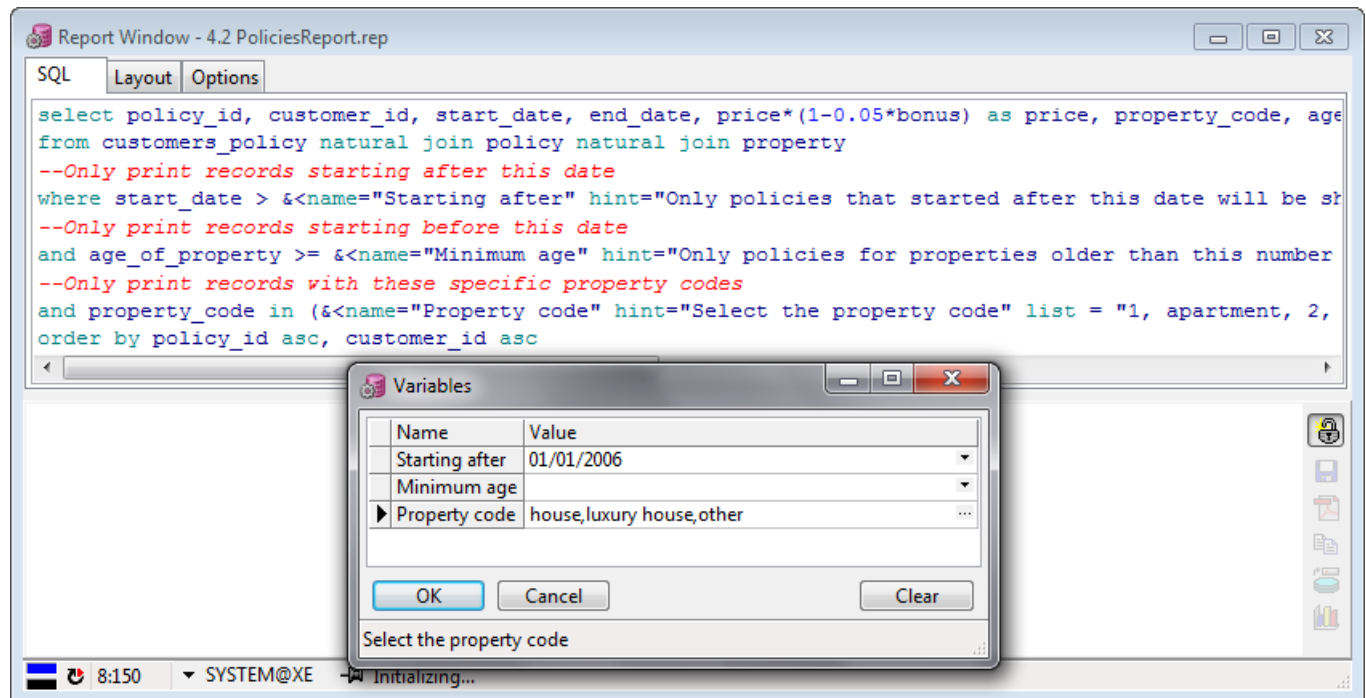 Report Window - 4.2 PoliciesReport.rep
SQL Layout Options
select policy_id, customer_id, start_date, end_date, price*(1-0.05*bonus) as price, property_code, age
from customers_policy natural join policy natural join property
--Only print records starting after this date
where start_date > &<name="Starting after" hint="Only policies that started after this date will be sh
--Only print records starting before this date
and age_of_property >= &<name="Minimum age" hint="Only policies for properties older than this number
--Only print records with these specific property codes
and property_code in (&<name="Property code" hint="Select the property code" list = "1, apartment, 2,
order by policy_id asc, customer_id asc
Variables
Name Value
Starting after 01/01/2006
Minimum age
Property code house,luxury house,other
OK Cancel Clear
Select the property code
8:150 SYSTEM@XE Initializing...